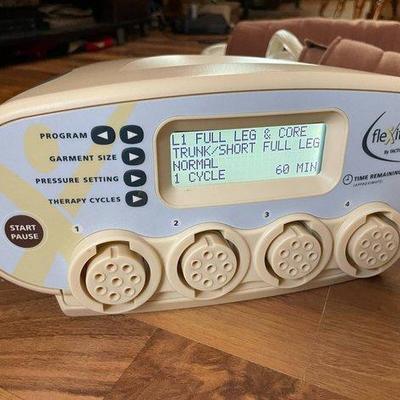 PROGRAM
GARMENT SIZE
PRESSURE SETTING
THERAPY CYCLES
START
PAUSE
L1 FULL LEG & CORE
TRUNK/SHORT FULL LEG
NORMAL
1 CYCLE 60 MIN
TIME REMAINING
(APPROXIMATE)
1 2 3 4